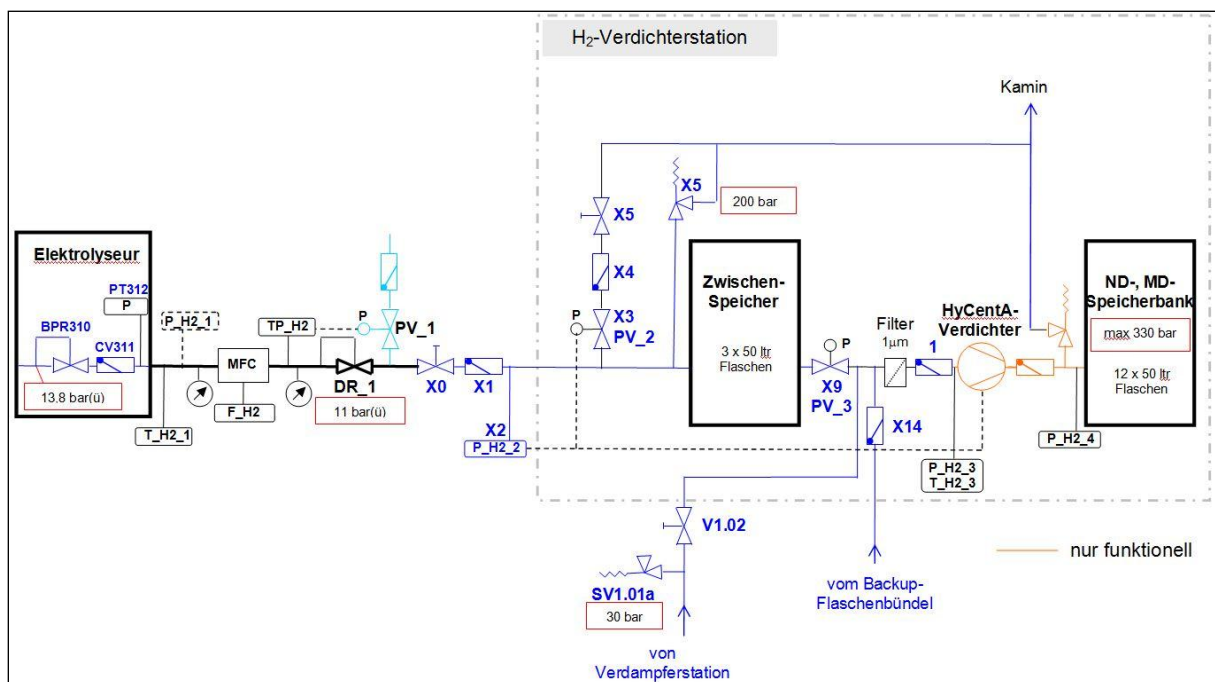 H₂-Verdichterstation
Kamin
X5
200 bar
X5
X4
X3
PV_2
P
Elektrolyseur
PT312
P
BPR310
CV311
13.8 bar(ü)
P_H2_1
T_H2_1
MFC
F_H2
TP_H2
P
PV_1
DR_1
11 bar(ü)
X0
X1
X2
P_H2_2
Zwischen-
Speicher
3 x 50 ltr
Flaschen
P
X9
PV_3
Filter
1µm
1
X14
HyCentA-
Verdichter
P_H2_3
T_H2_3
ND-, MD-
Speicherbank
max 330 bar
12 x 50 ltr
Flaschen
P_H2_4
V1.02
SV1.01a
30 bar
von
Verdampferstation
vom Backup-
Flaschenbündel
nur funktionell